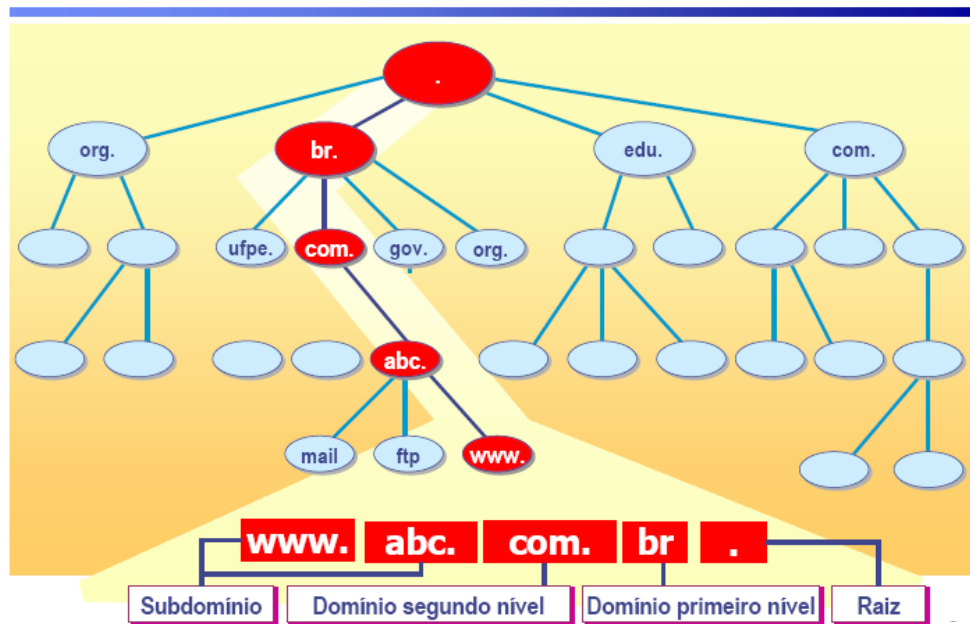 .
org. br. edu. com.
ufpe. com. gov. org.
abc.
mail ftp www.
www. abc. com. br .
Subdomínio Domínio segundo nível Domínio primeiro nível Raiz